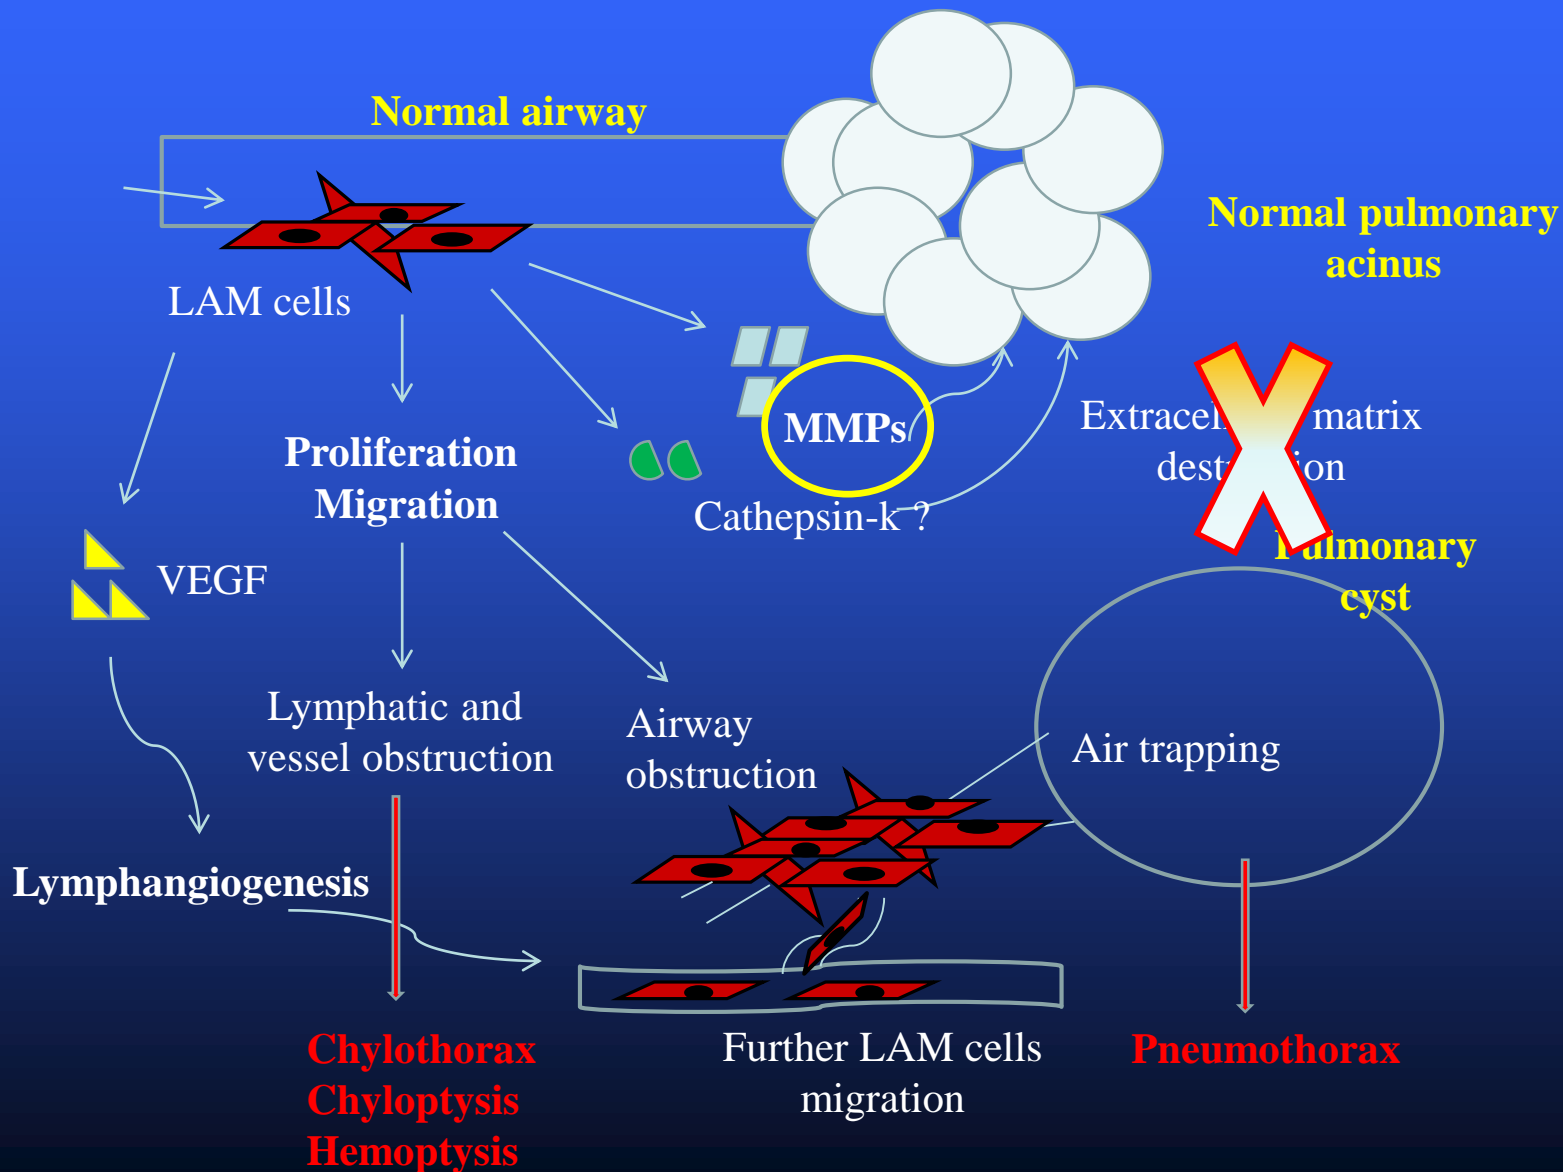 Normal airway
Normal pulmonary
acinus
LAM cells
MMPs
matrix
Proliferation
Migration
Cathepsin-k ?
Pulmonary
cyst
VEGF
Lymphatic and
vessel obstruction
Airway
obstruction
Air trapping
Lymphangiogenesis
Further LAM cells
migration
Chylothorax
Chyloptysis
Hemoptysis
Pneumothorax